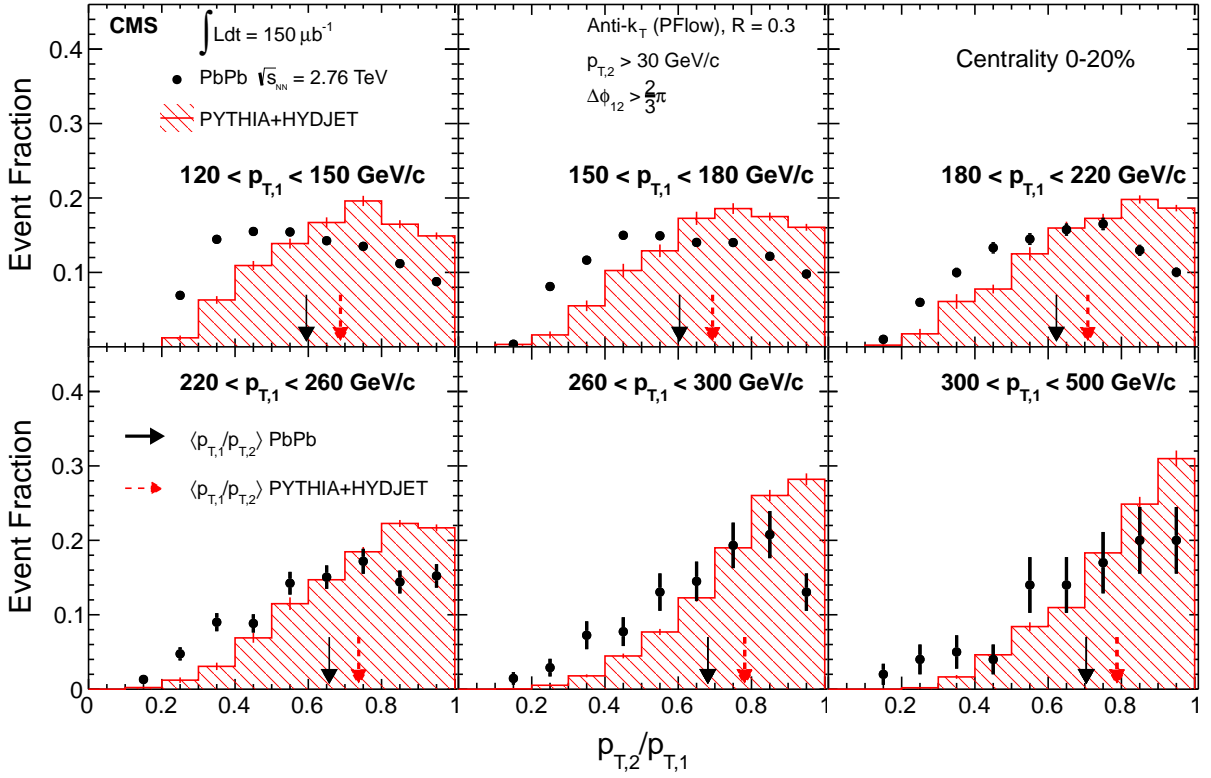 CMS
∫Ldt = 150 μb⁻¹
PbPb √s_NN = 2.76 TeV
PYTHIA+HYDJET
120 < p_T,1 < 150 GeV/c
Anti-k_T (PFlow), R = 0.3
p_T,2 > 30 GeV/c
Δϕ_12 > 2/3 π
150 < p_T,1 < 180 GeV/c
Centrality 0-20%
180 < p_T,1 < 220 GeV/c
Event Fraction
0.4
0.3
0.2
0.1
220 < p_T,1 < 260 GeV/c
⟨p_T,1/p_T,2⟩ PbPb
⟨p_T,1/p_T,2⟩ PYTHIA+HYDJET
260 < p_T,1 < 300 GeV/c
300 < p_T,1 < 500 GeV/c
Event Fraction
0.4
0.3
0.2
0.1
0
0 0.2 0.4 0.6 0.8 1
0.2 0.4 0.6 0.8 1
0.2 0.4 0.6 0.8 1
p_T,2/p_T,1